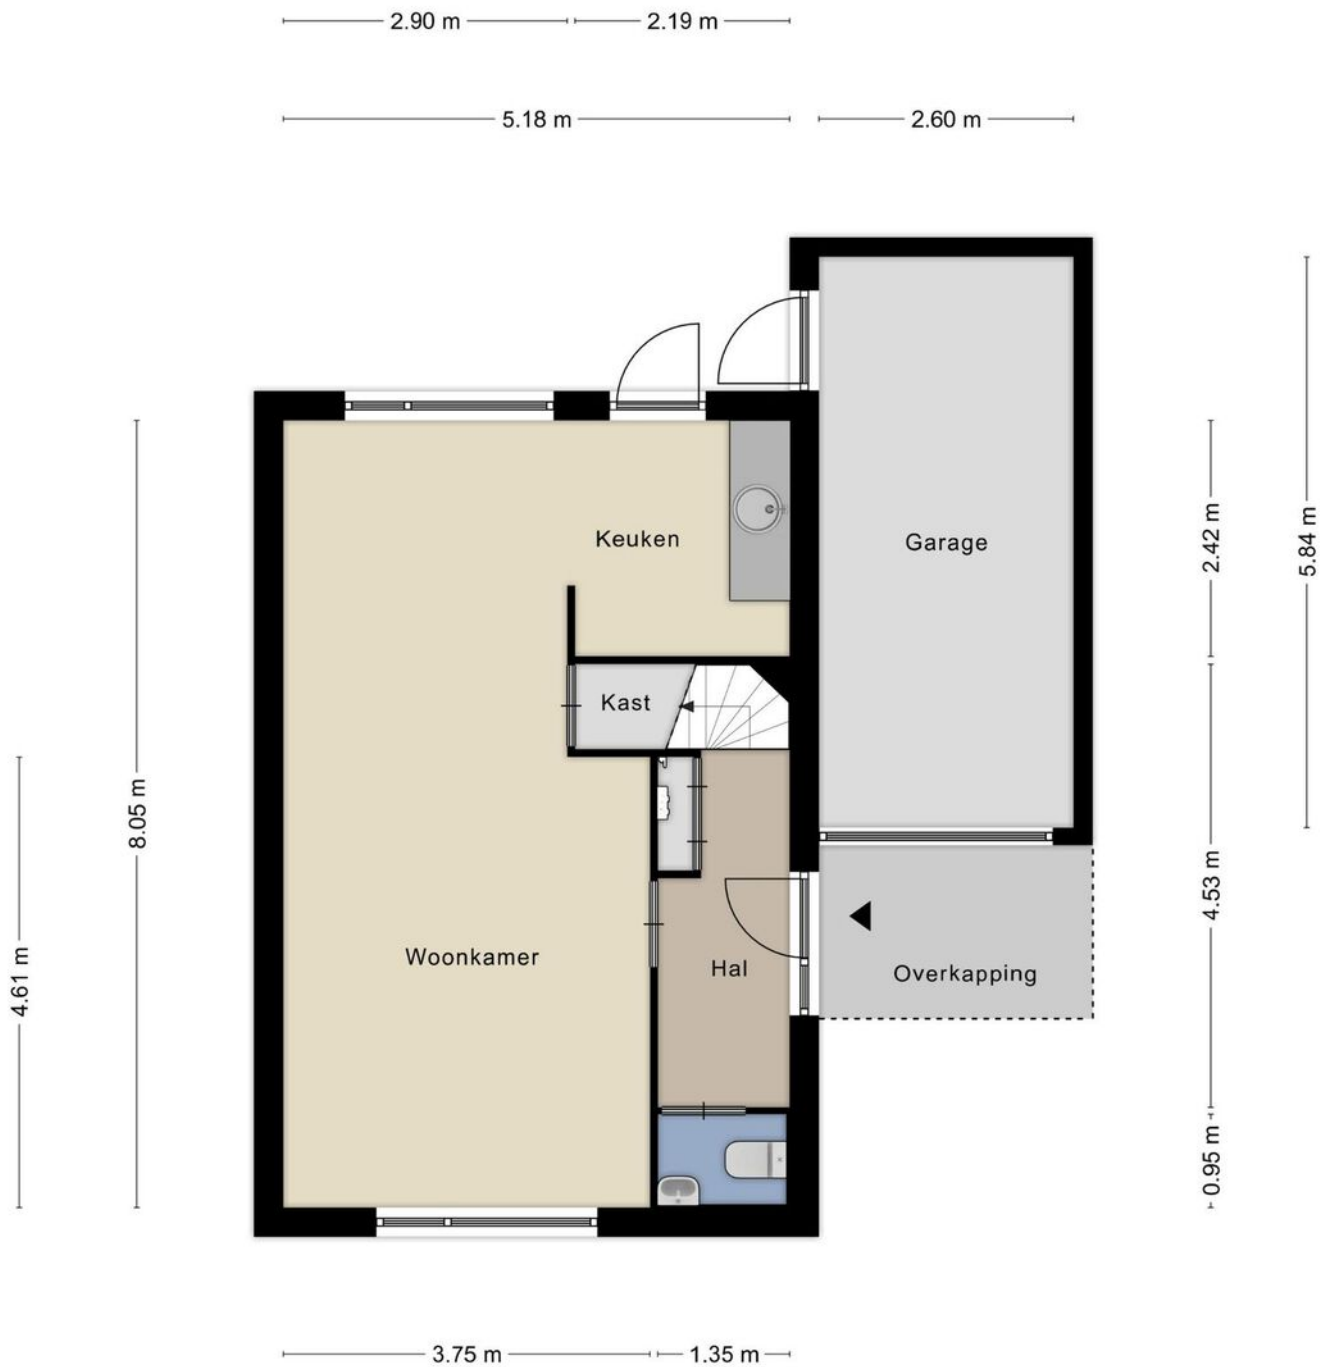 2.90 m
2.19 m
5.18 m
2.60 m
Keuken
Garage
2.42 m
5.84 m
Kast
8.05 m
4.53 m
4.61 m
Woonkamer
Hal
Overkapping
0.95 m
3.75 m
1.35 m